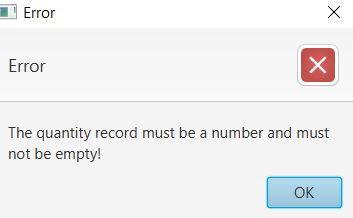 Error
Error
The quantity record must be a number and must
not be empty!
OK